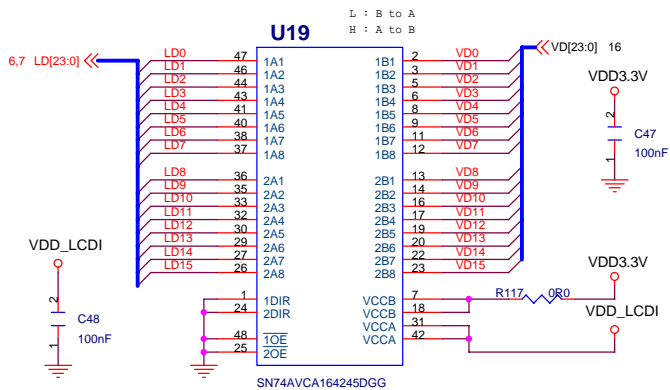 L : B to A
H : A to B
U19
6,7 LD[23:0]
VD[23:0] 16
LD0 47 1A1 1B1 2 VD0
LD1 46 1A2 1B2 3 VD1
LD2 44 1A3 1B3 5 VD2
LD3 43 1A4 1B4 6 VD3
LD4 41 1A5 1B5 8 VD4
LD5 40 1A6 1B6 9 VD5
LD6 38 1A7 1B7 11 VD6
LD7 37 1A8 1B8 12 VD7
LD8 36 2A1 2B1 13 VD8
LD9 35 2A2 2B2 14 VD9
LD10 33 2A3 2B3 16 VD10
LD11 32 2A4 2B4 17 VD11
LD12 30 2A5 2B5 19 VD12
LD13 29 2A6 2B6 20 VD13
LD14 27 2A7 2B7 22 VD14
LD15 26 2A8 2B8 23 VD15
1 1DIR VCCB 7 R117 0R0
24 2DIR VCCB 18
VCCA 31
48 1OE VCCA 42
25 2OE
SN74AVCA164245DGG
VDD3.3V
2
C47
100nF
1
VDD_LCDI
2
C48
100nF
1
VDD3.3V
VDD_LCDI